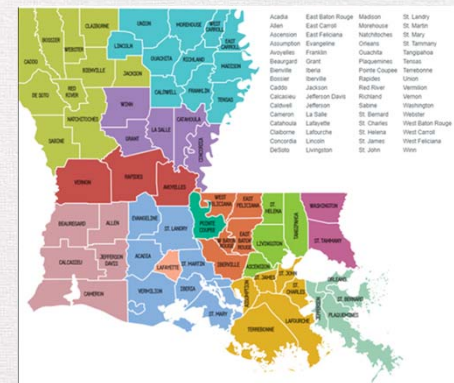 Acadia East Baton Rouge Madison St. Landry
Allen East Carroll Morehouse St. Martin
Ascension East Feliciana Natchitoches St. Mary
Assumption Evangeline Orleans St. Tammany
Avoyelles Franklin Ouachita Tangipahoa
Beaurgard Grant Plaquemines Tensas
Bienville Iberia Pointe Coupee Terrebonne
Bossier Iberville Rapides Union
Caddo Jackson Red River Vermilion
Calcasieu Jefferson Davis Richland Vernon
Caldwell Jefferson Sabine Washington
Cameron La Salle St. Bernard Webster
Catahoula Lafayette St. Charles West Baton Rouge
Claborne Lafourche St. Helena West Carroll
Concordia Lincoln St. James West Feliciana
DeSoto Livingston St. John Winn
CADDO
BOSSIER
WEBSTER
CLAIBORNE
UNION
MOREHOUSE
WEST
CARROLL
EAST
CARROLL
LINCOLN
OUACHITA
RICHLAND
MADISON
BIENVILLE
JACKSON
CALDWELL
FRANKLIN
TENSAS
DE SOTO
RED
RIVER
NATCHITOCHES
WINN
SABINE
GRANT
LA SALLE
CATAHOULA
CONCORDIA
VERNON
RAPIDES
AVOYELLES
BEAUREGARD
ALLEN
EVANGELINE
ST. LANDRY
POINTE
COUPEE
WEST
FELICIANA
EAST
FELICIANA
ST.
HELENA
TANGIPAHOA
WASHINGTON
ST. TAMMANY
CALCASIEU
JEFFERSON
DAVIS
ACADIA
LAFAYETTE
ST. MARTIN
W BATON
ROUGE
EAST
BATON
ROUGE
LIVINGSTON
IBERVILLE
ASCENSION
CAMERON
VERMILION
IBERIA
ST. MARY
ASSUMPTION
ST. JAMES
ST. JOHN
ST.
CHARLES
TERREBONNE
LAFOURCHE
JEFFERSON
ORLEANS
ST. BERNARD
PLAQUEMINES